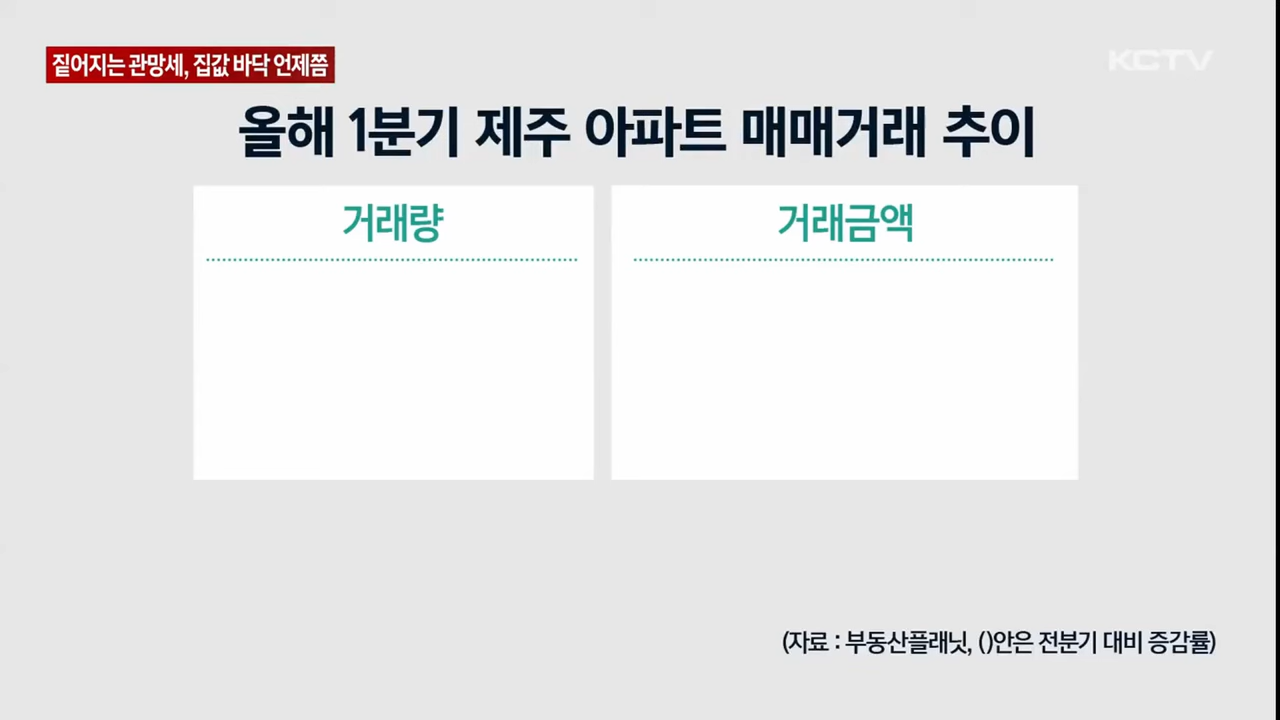 짙어지는 관망세, 집값 바닥 언제쯤
KCTV
올해 1분기 제주 아파트 매매거래 추이
거래량
거래금액
(자료 : 부동산플래닛, ()안은 전분기 대비 증감률)